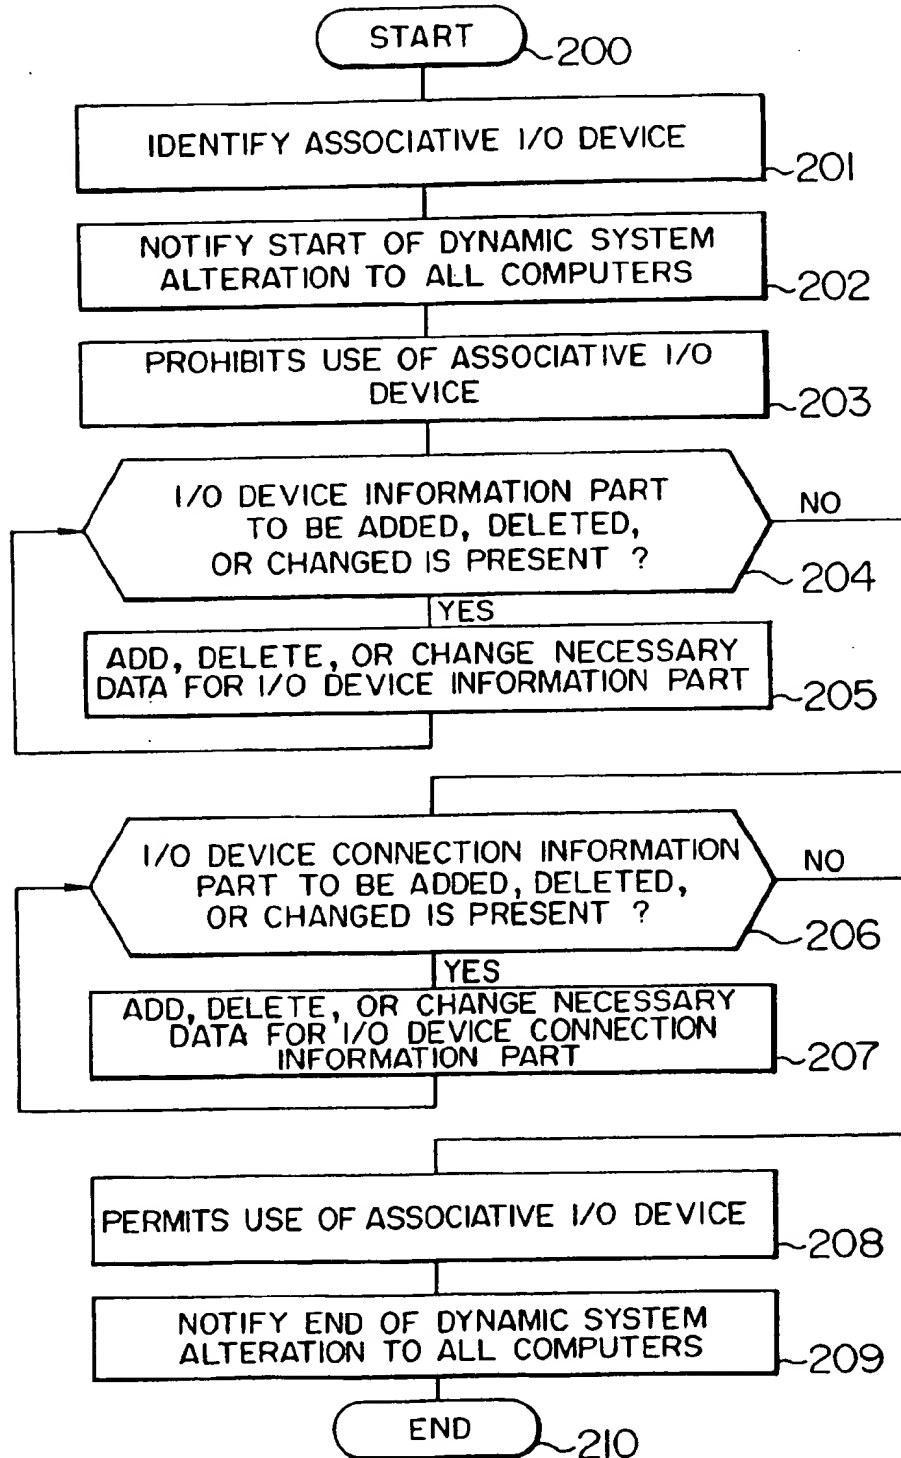 START
200
IDENTIFY ASSOCIATIVE I/O DEVICE
201
NOTIFY START OF DYNAMIC SYSTEM
ALTERATION TO ALL COMPUTERS
202
PROHIBITS USE OF ASSOCIATIVE I/O
DEVICE
203
I/O DEVICE INFORMATION PART
TO BE ADDED, DELETED,
OR CHANGED IS PRESENT ?
NO
204
YES
ADD, DELETE, OR CHANGE NECESSARY
DATA FOR I/O DEVICE INFORMATION PART
205
I/O DEVICE CONNECTION INFORMATION
PART TO BE ADDED, DELETED,
OR CHANGED IS PRESENT ?
NO
206
YES
ADD, DELETE, OR CHANGE NECESSARY
DATA FOR I/O DEVICE CONNECTION
INFORMATION PART
207
PERMITS USE OF ASSOCIATIVE I/O DEVICE
208
NOTIFY END OF DYNAMIC SYSTEM
ALTERATION TO ALL COMPUTERS
209
END
210